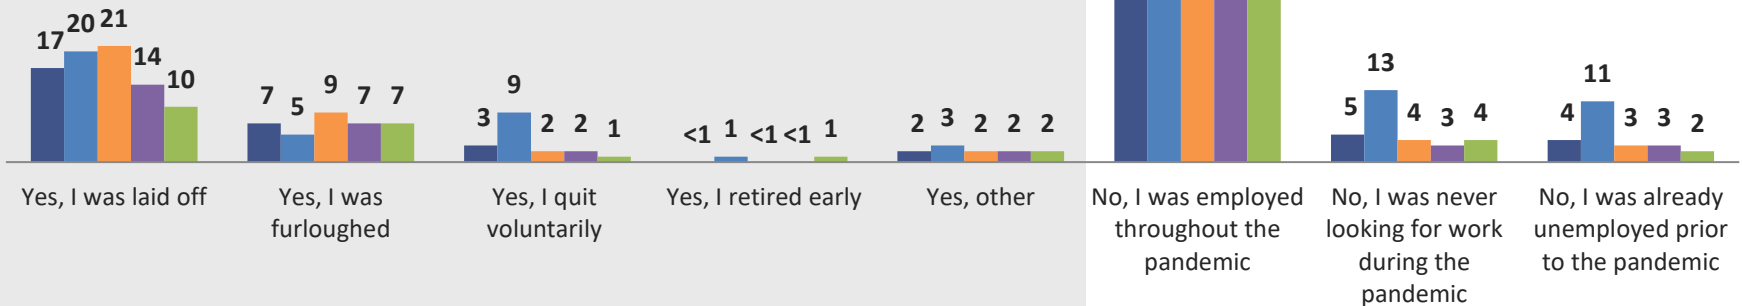 17 20 21 14 10
7 5 9 7 7
3 9 2 2 1
<1 1 <1 <1 1
2 3 2 2 2
5 13 4 3 4
4 11 3 3 2
Yes, I was laid off
Yes, I was
furloughed
Yes, I quit
voluntarily
Yes, I retired early
Yes, other
No, I was employed
throughout the
pandemic
No, I was never
looking for work
during the
pandemic
No, I was already
unemployed prior
to the pandemic